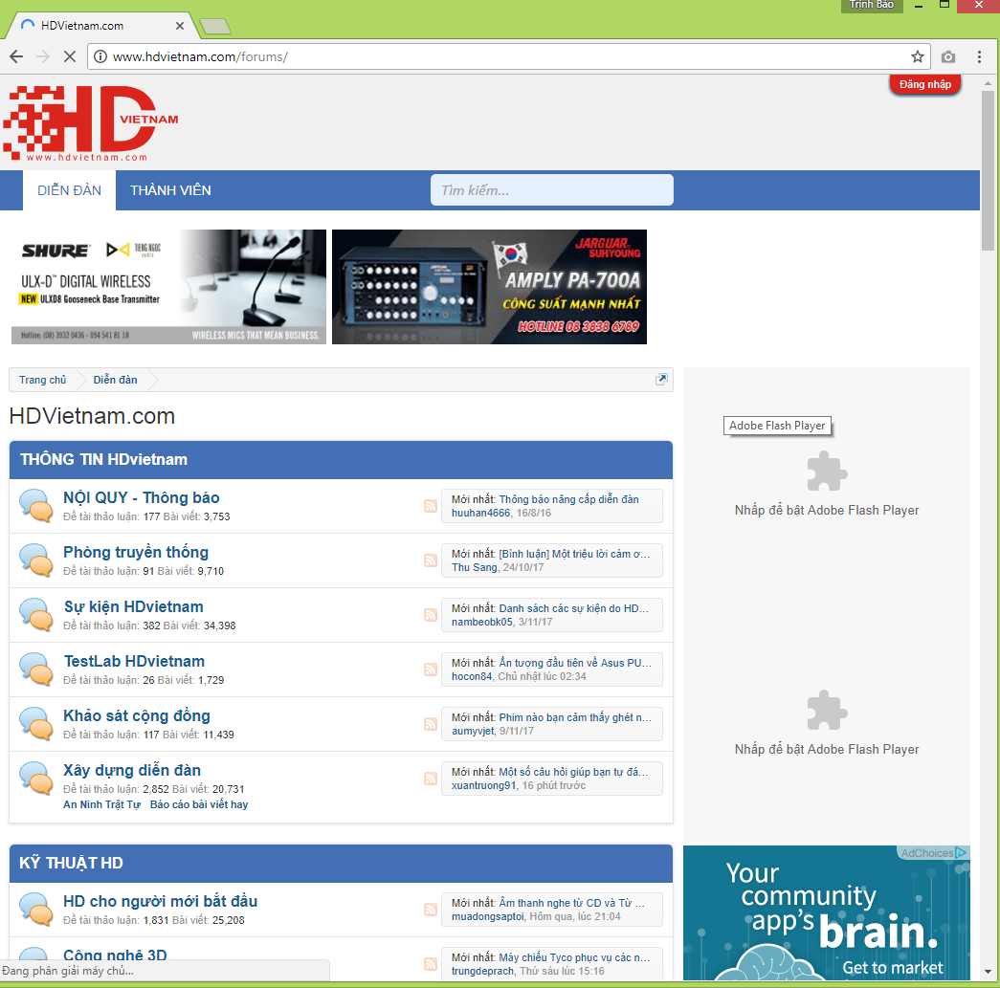 Trịnh Bảo
HDVietnam.com
www.hdvietnam.com/forums/
Đăng nhập
HD VIETNAM
www.hdvietnam.com
DIỄN ĐÀN THÀNH VIÊN Tìm kiếm...
SHURE TIENG NGOC AUDIO
ULX-D™ DIGITAL WIRELESS
NEW ULXD8 Gooseneck Base Transmitter
Hotline: (08) 3932 0436 - 094 541 81 18 WIRELESS MICS THAT MEAN BUSINESS.
JARGUAR
SUHYOUNG
AMPLY PA-700A
CÔNG SUẤT MẠNH NHẤT
HOTLINE 08 3838 6789
Trang chủ Diễn đàn
HDVietnam.com
THÔNG TIN HDvietnam
NỘI QUY - Thông báo
Đề tài thảo luận: 177 Bài viết: 3,753
Mới nhất: Thông báo nâng cấp diễn đàn
huuhan4666, 16/8/16
Phòng truyền thống
Đề tài thảo luận: 91 Bài viết: 9,710
Mới nhất: [Bình luận] Một triệu lời cám ơ...
Thu Sang, 24/10/17
Sự kiện HDvietnam
Đề tài thảo luận: 382 Bài viết: 34,398
Mới nhất: Danh sách các sự kiện do HD...
nambeobk05, 3/11/17
TestLab HDvietnam
Đề tài thảo luận: 26 Bài viết: 1,729
Mới nhất: Ấn tượng đầu tiên về Asus PU...
hocon84, Chủ nhật lúc 02:34
Khảo sát cộng đồng
Đề tài thảo luận: 117 Bài viết: 11,439
Mới nhất: Phim nào bạn cảm thấy ghét n...
aumyvjet, 9/11/17
Xây dựng diễn đàn
Đề tài thảo luận: 2,852 Bài viết: 20,731
An Ninh Trật Tự Báo cáo bài viết hay
Mới nhất: Một số câu hỏi giúp bạn tự đá...
xuantruong91, 16 phút trước
KỸ THUẬT HD
HD cho người mới bắt đầu
Đề tài thảo luận: 1,831 Bài viết: 25,208
Mới nhất: Âm thanh nghe từ CD và Từ ...
muadongsaptoi, Hôm qua, lúc 21:04
Công nghệ 3D
Mới nhất: Máy chiếu Tyco phục vụ các n...
trungdeprach, Thứ sáu lúc 15:16
Đang phân giải máy chủ...
Adobe Flash Player
Nhấp để bật Adobe Flash Player
Nhấp để bật Adobe Flash Player
AdChoices
Your
community
app's brain.
Get to market